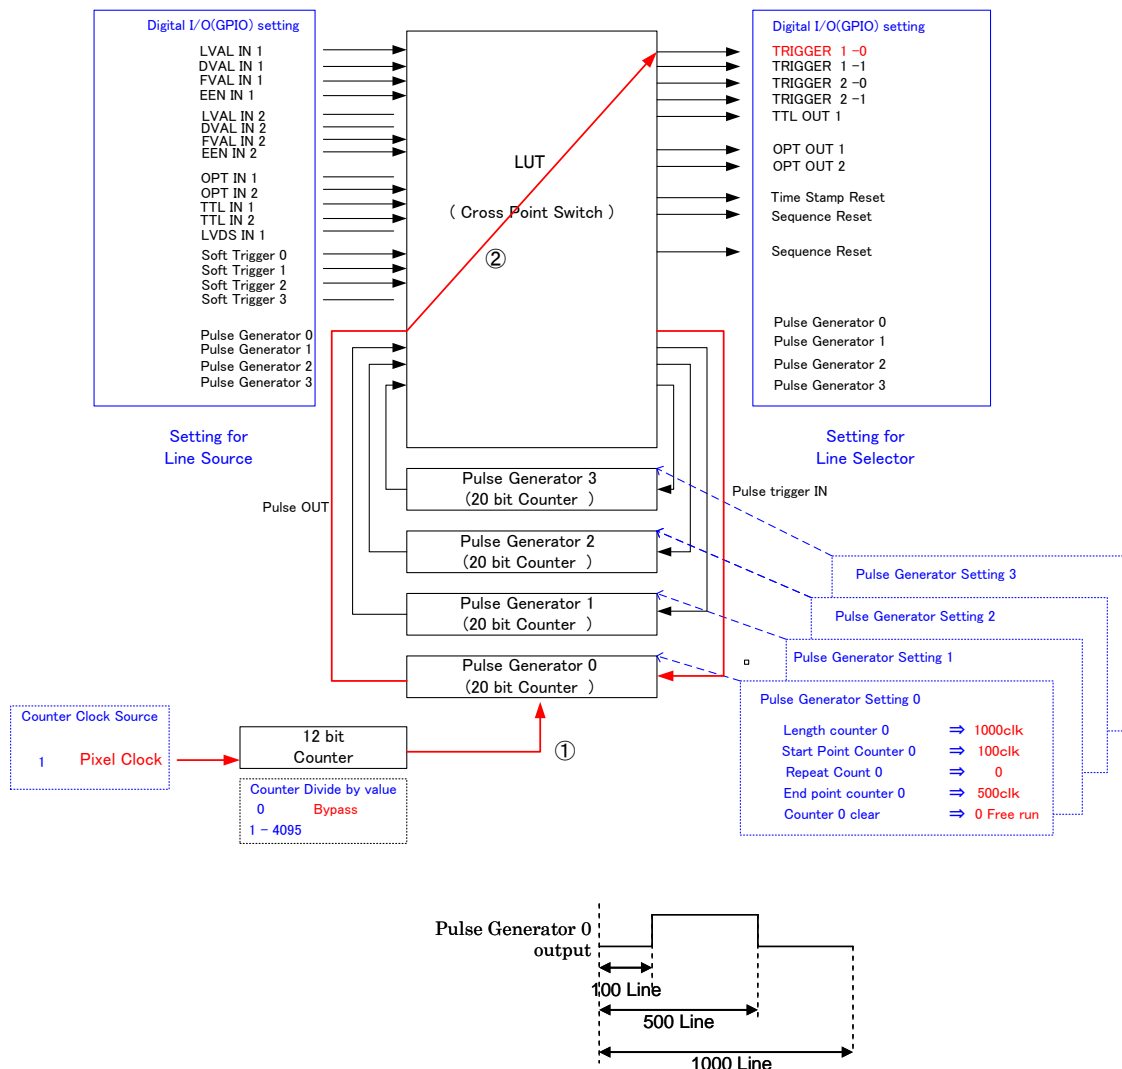 Digital I/O(GPIO) setting
LVAL IN 1
DVAL IN 1
FVAL IN 1
EEN IN 1
LVAL IN 2
DVAL IN 2
FVAL IN 2
EEN IN 2
OPT IN 1
OPT IN 2
TTL IN 1
TTL IN 2
LVDS IN 1
Soft Trigger 0
Soft Trigger 1
Soft Trigger 2
Soft Trigger 3
Pulse Generator 0
Pulse Generator 1
Pulse Generator 2
Pulse Generator 3
Setting for
Line Source
LUT
( Cross Point Switch )
②
Digital I/O(GPIO) setting
TRIGGER 1 -0
TRIGGER 1 -1
TRIGGER 2 -0
TRIGGER 2 -1
TTL OUT 1
OPT OUT 1
OPT OUT 2
Time Stamp Reset
Sequence Reset
Sequence Reset
Pulse Generator 0
Pulse Generator 1
Pulse Generator 2
Pulse Generator 3
Setting for
Line Selector
Pulse OUT
Pulse trigger IN
Pulse Generator 3
(20 bit Counter )
Pulse Generator 2
(20 bit Counter )
Pulse Generator 1
(20 bit Counter )
Pulse Generator 0
(20 bit Counter )
Pulse Generator Setting 3
Pulse Generator Setting 2
Pulse Generator Setting 1
Pulse Generator Setting 0
Length counter 0 ⇒ 1000clk
Start Point Counter 0 ⇒ 100clk
Repeat Count 0 ⇒ 0
End point counter 0 ⇒ 500clk
Counter 0 clear ⇒ 0 Free run
Counter Clock Source
1 Pixel Clock
12 bit
Counter
①
Counter Divide by value
0 Bypass
1 - 4095
Pulse Generator 0
output
100 Line
500 Line
1000 Line